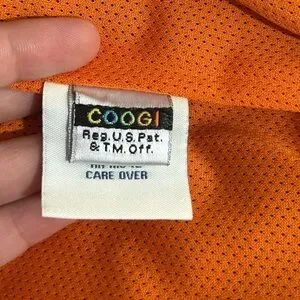 COOGI
Reg.U.S.Pat.
& T.M. Off.
CARE OVER